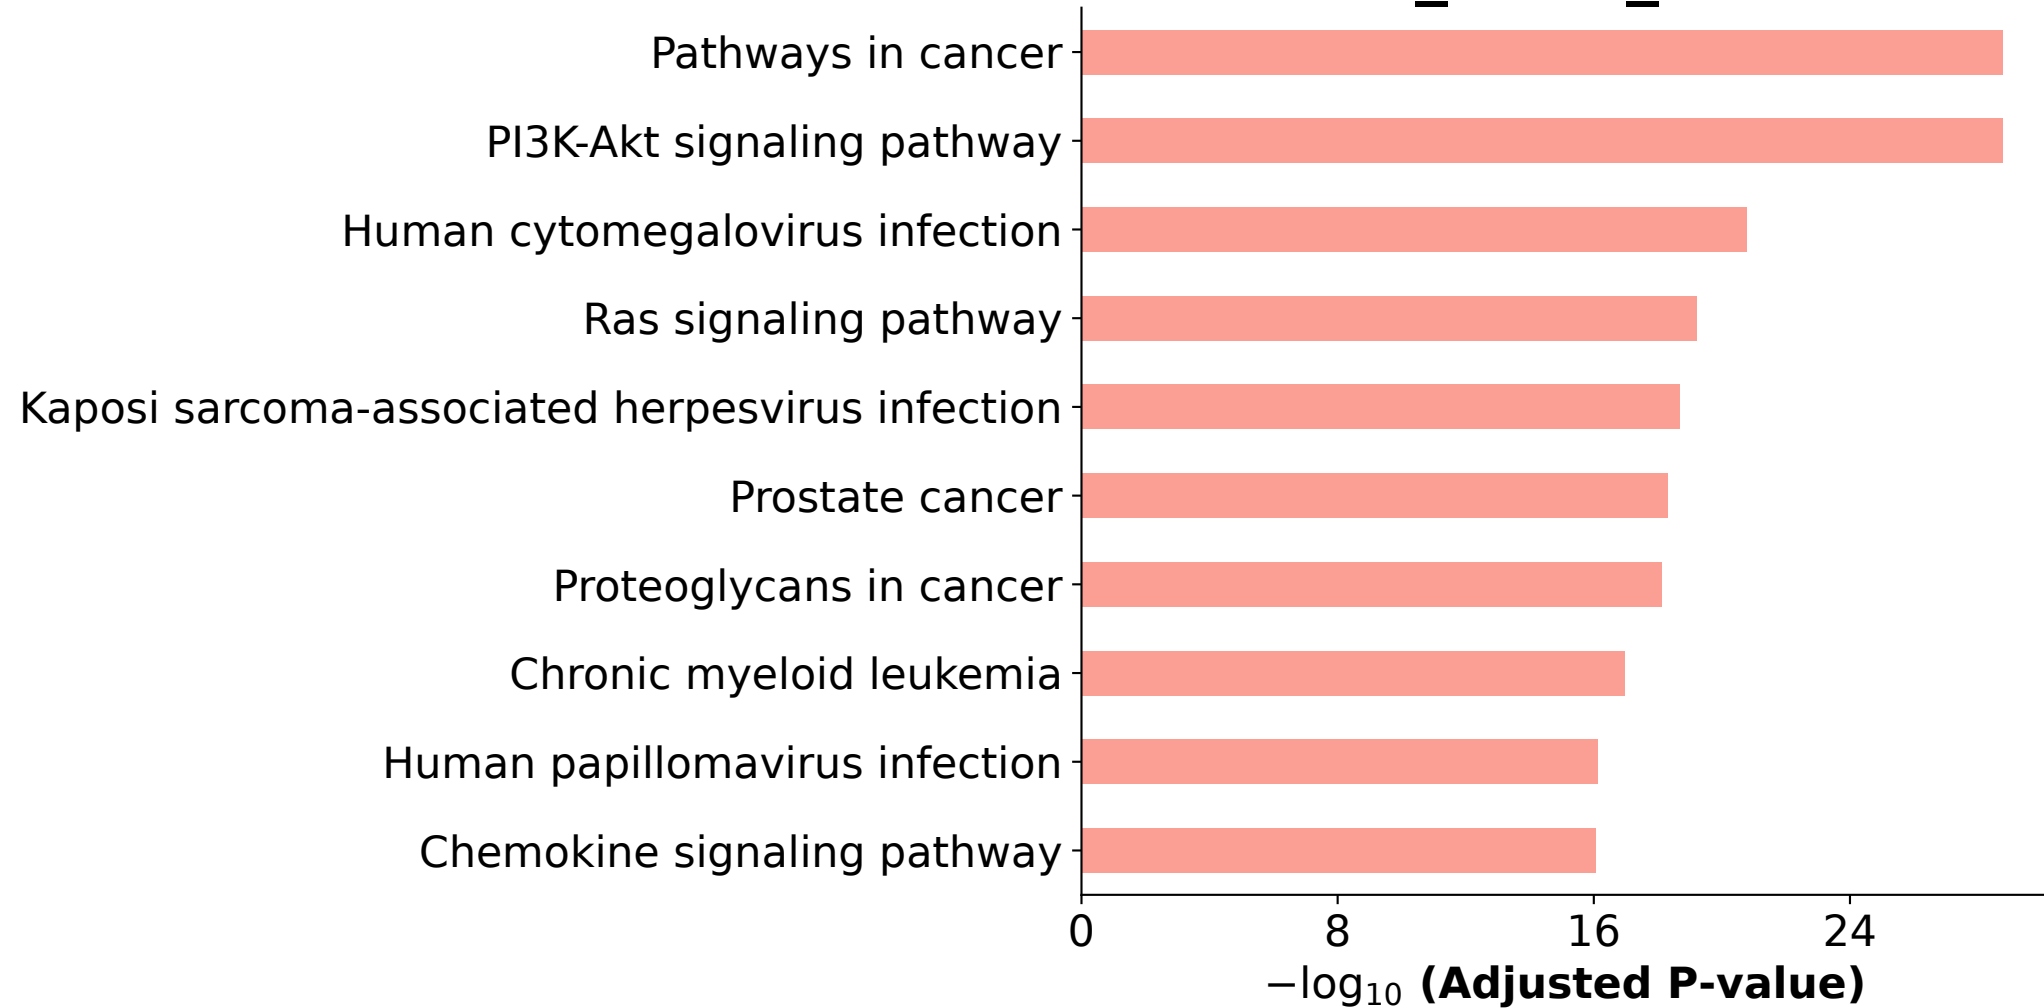 Pathways in cancer
PI3K-Akt signaling pathway
Human cytomegalovirus infection
Ras signaling pathway
Kaposi sarcoma-associated herpesvirus infection
Prostate cancer
Proteoglycans in cancer
Chronic myeloid leukemia
Human papillomavirus infection
Chemokine signaling pathway
0 8 16 24
−log₁₀ (Adjusted P-value)